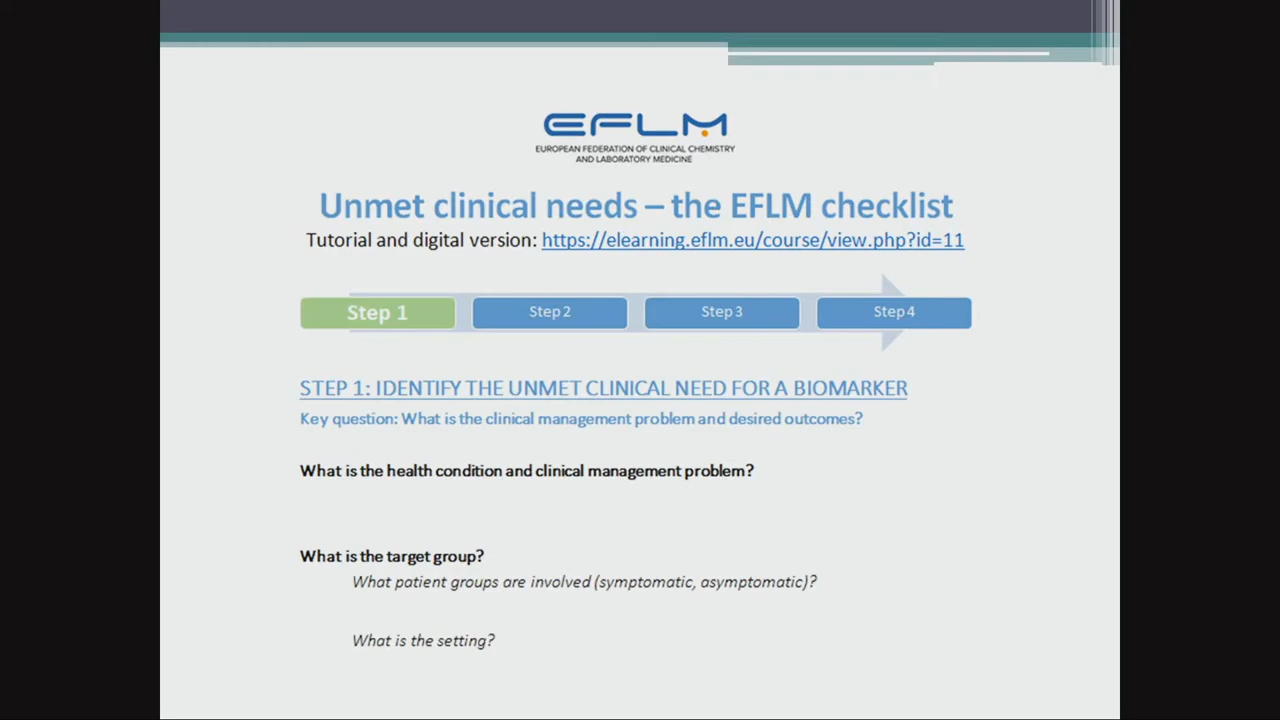 EFLM
EUROPEAN FEDERATION OF CLINICAL CHEMISTRY
AND LABORATORY MEDICINE
Unmet clinical needs – the EFLM checklist
Tutorial and digital version: https://elearning.eflm.eu/course/view.php?id=11
Step 1 Step 2 Step 3 Step 4
STEP 1: IDENTIFY THE UNMET CLINICAL NEED FOR A BIOMARKER
Key question: What is the clinical management problem and desired outcomes?
What is the health condition and clinical management problem?
What is the target group?
What patient groups are involved (symptomatic, asymptomatic)?
What is the setting?